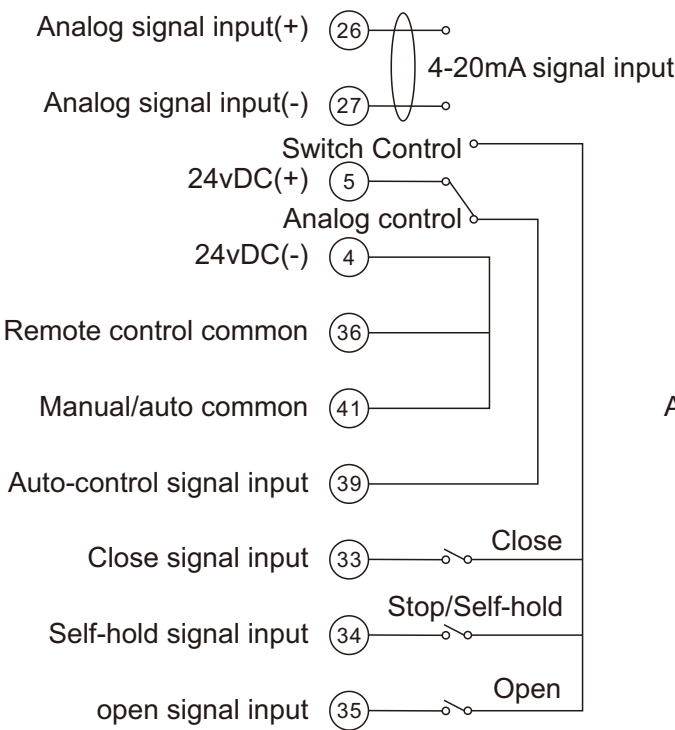 Analog signal input(+) 26
4-20mA signal input
Analog signal input(-) 27
Switch Control
24vDC(+) 5
Analog control
24vDC(-) 4
Remote control common 36
Manual/auto common 41
A
Auto-control signal input 39
Close signal input 33 Close
Stop/Self-hold
Self-hold signal input 34
Open
open signal input 35